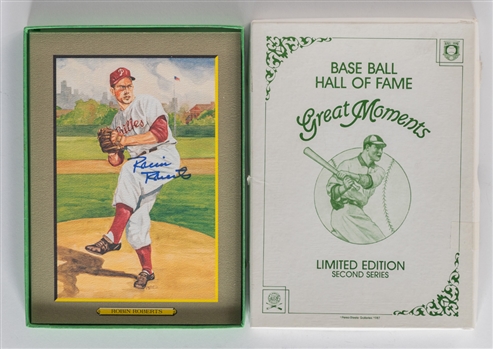 Phillies
Robin
Roberts
ROBIN ROBERTS
BASE BALL
HALL OF FAME
Great Moments
LIMITED EDITION
SECOND SERIES